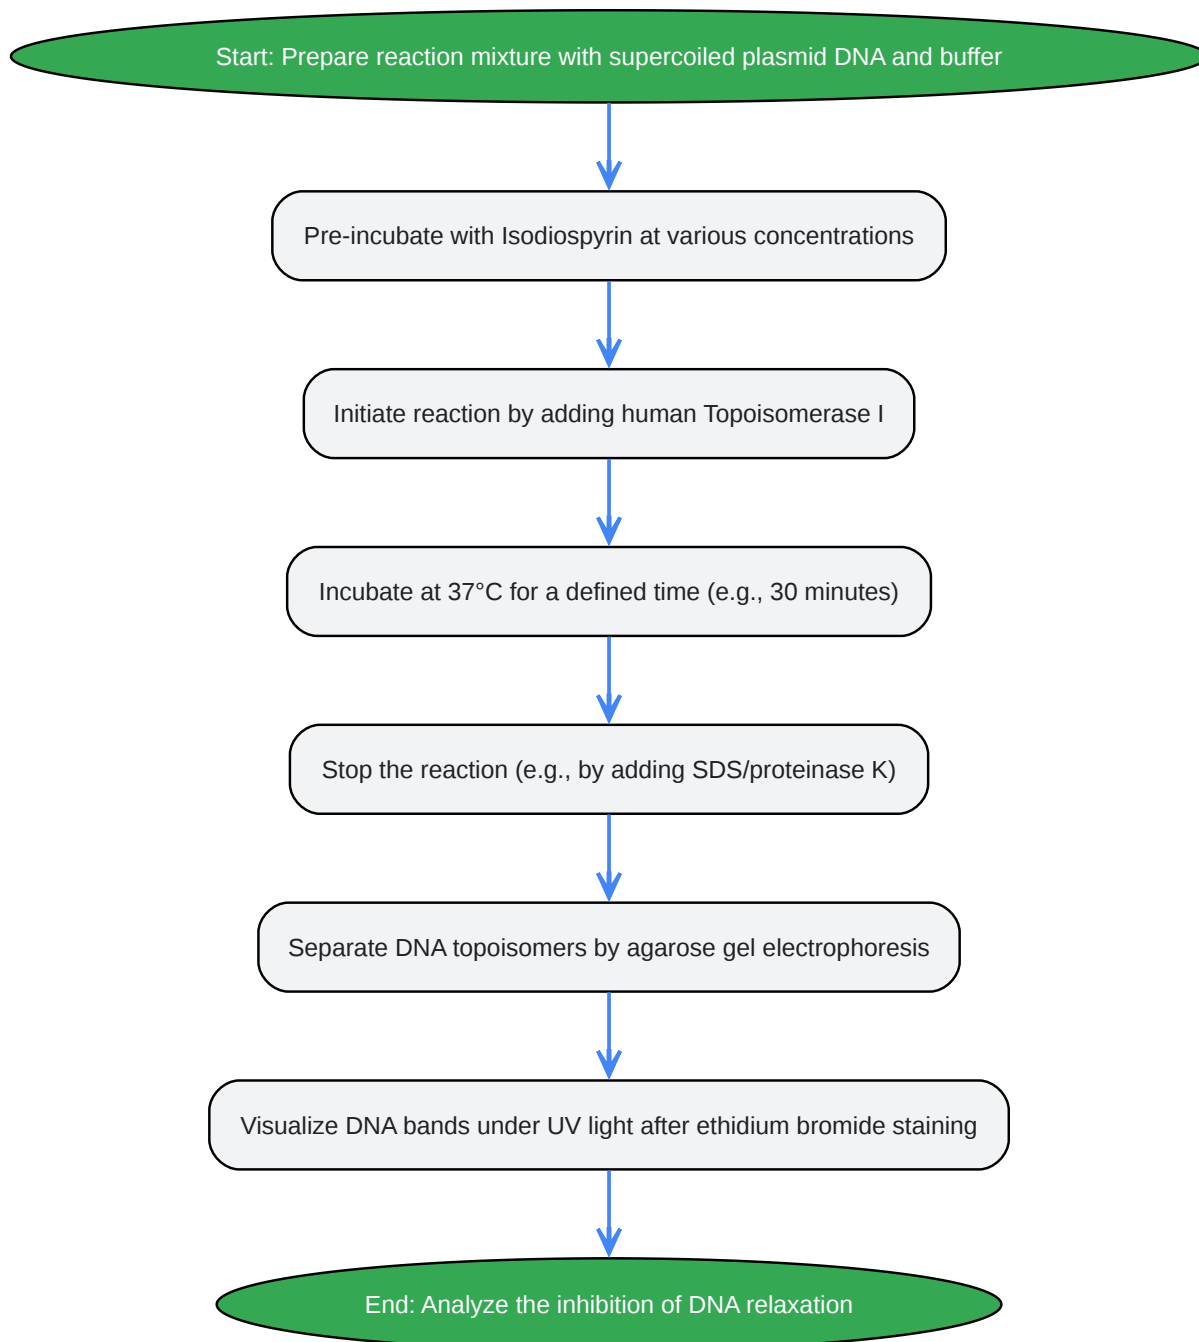 Start: Prepare reaction mixture with supercoiled plasmid DNA and buffer
Pre-incubate with Isodiospyrin at various concentrations
Initiate reaction by adding human Topoisomerase I
Incubate at 37°C for a defined time (e.g., 30 minutes)
Stop the reaction (e.g., by adding SDS/proteinase K)
Separate DNA topoisomers by agarose gel electrophoresis
Visualize DNA bands under UV light after ethidium bromide staining
End: Analyze the inhibition of DNA relaxation